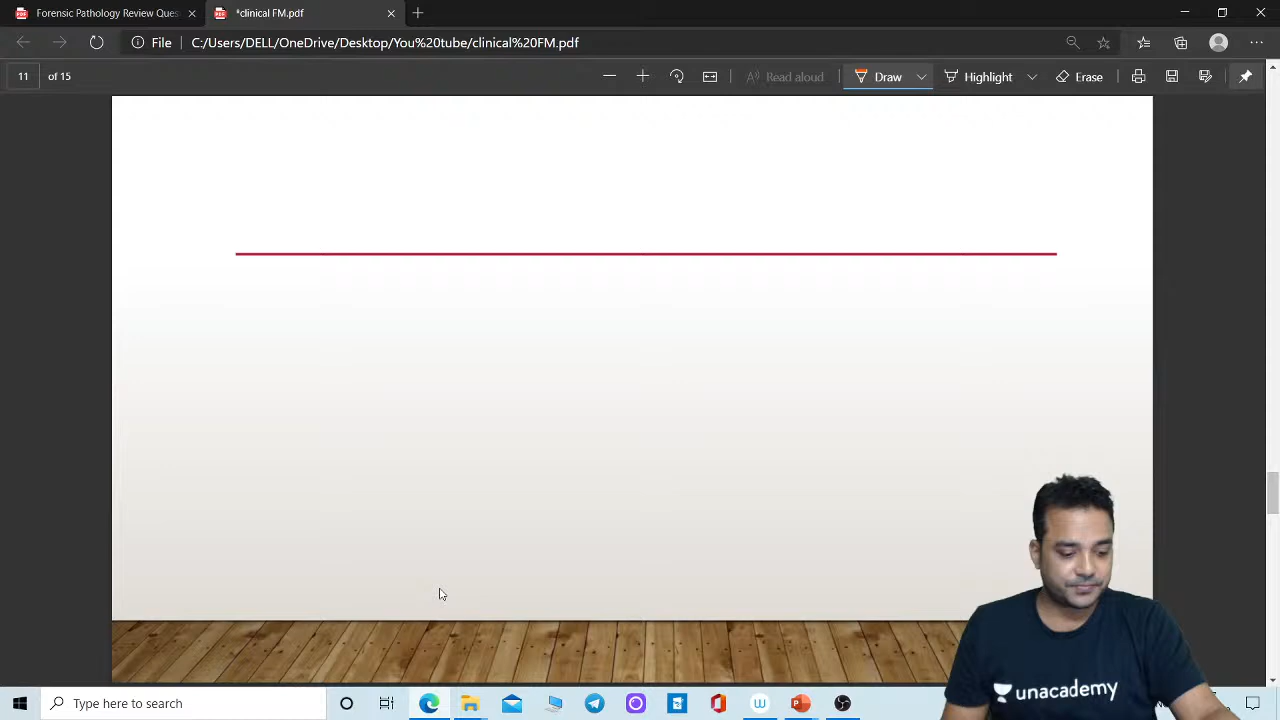 Forensic Pathology Review Ques
*clinical FM.pdf
File
C:/Users/DELL/OneDrive/Desktop/You%20tube/clinical%20FM.pdf
11 of 15
Read aloud
Draw
Highlight
Erase
unacademy
Type here to search